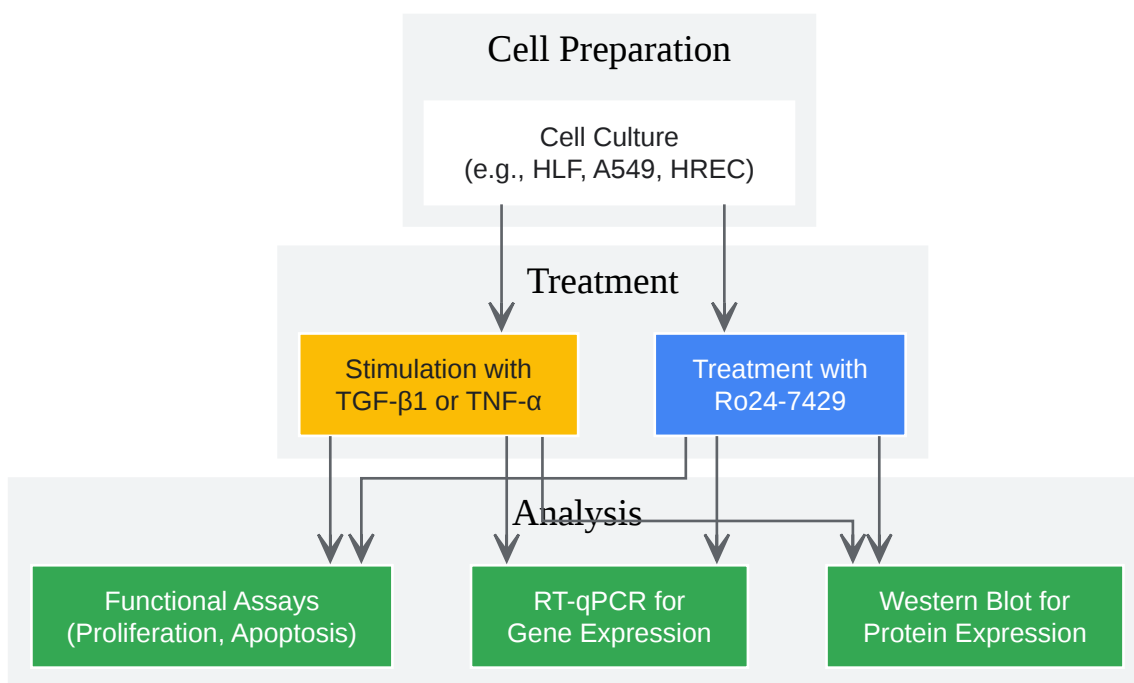 Cell Preparation
Cell Culture
(e.g., HLF, A549, HREC)
Treatment
Stimulation with
TGF-β1 or TNF-α
Treatment with
Ro24-7429
Analysis
Functional Assays
(Proliferation, Apoptosis)
RT-qPCR for
Gene Expression
Western Blot for
Protein Expression